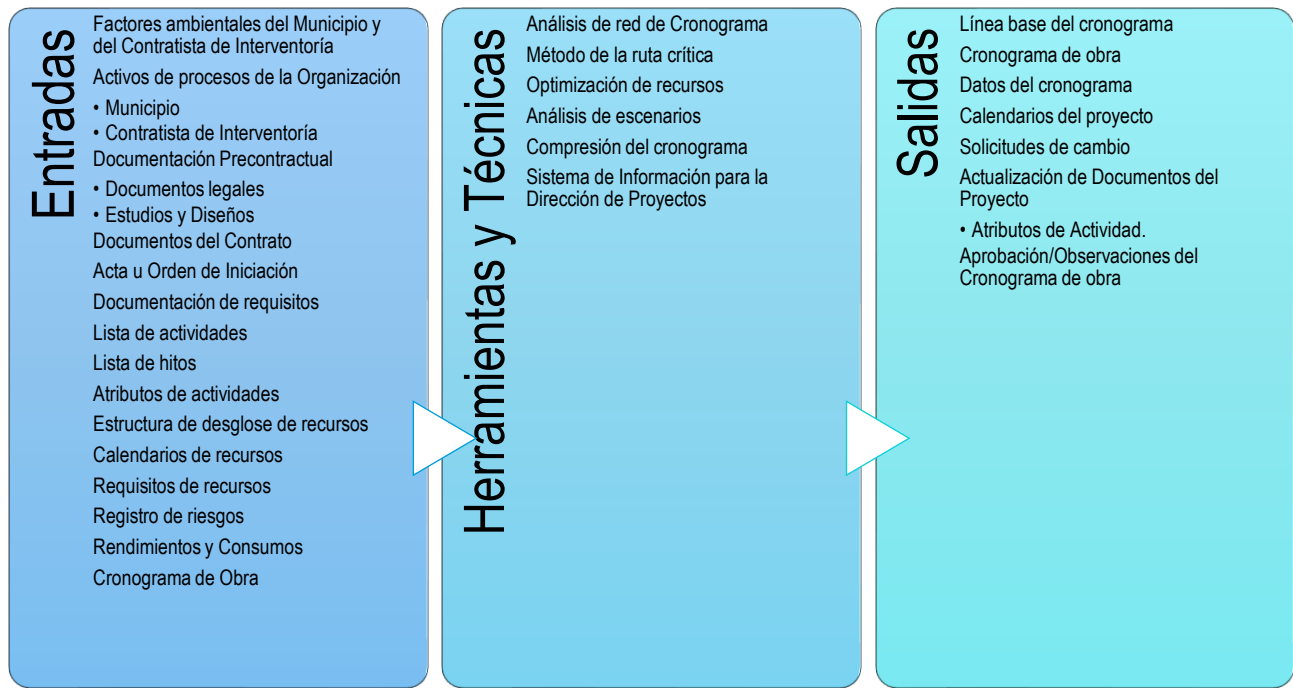 Entradas
Factores ambientales del Municipio y
del Contratista de Interventoría
Activos de procesos de la Organización
• Municipio
• Contratista de Interventoría
Documentación Precontractual
• Documentos legales
• Estudios y Diseños
Documentos del Contrato
Acta u Orden de Iniciación
Documentación de requisitos
Lista de actividades
Lista de hitos
Atributos de actividades
Estructura de desglose de recursos
Calendarios de recursos
Requisitos de recursos
Registro de riesgos
Rendimientos y Consumos
Cronograma de Obra
Herramientas y Técnicas
Análisis de red de Cronograma
Método de la ruta crítica
Optimización de recursos
Análisis de escenarios
Compresión del cronograma
Sistema de Información para la
Dirección de Proyectos
Salidas
Línea base del cronograma
Cronograma de obra
Datos del cronograma
Calendarios del proyecto
Solicitudes de cambio
Actualización de Documentos del
Proyecto
• Atributos de Actividad.
Aprobación/Observaciones del
Cronograma de obra